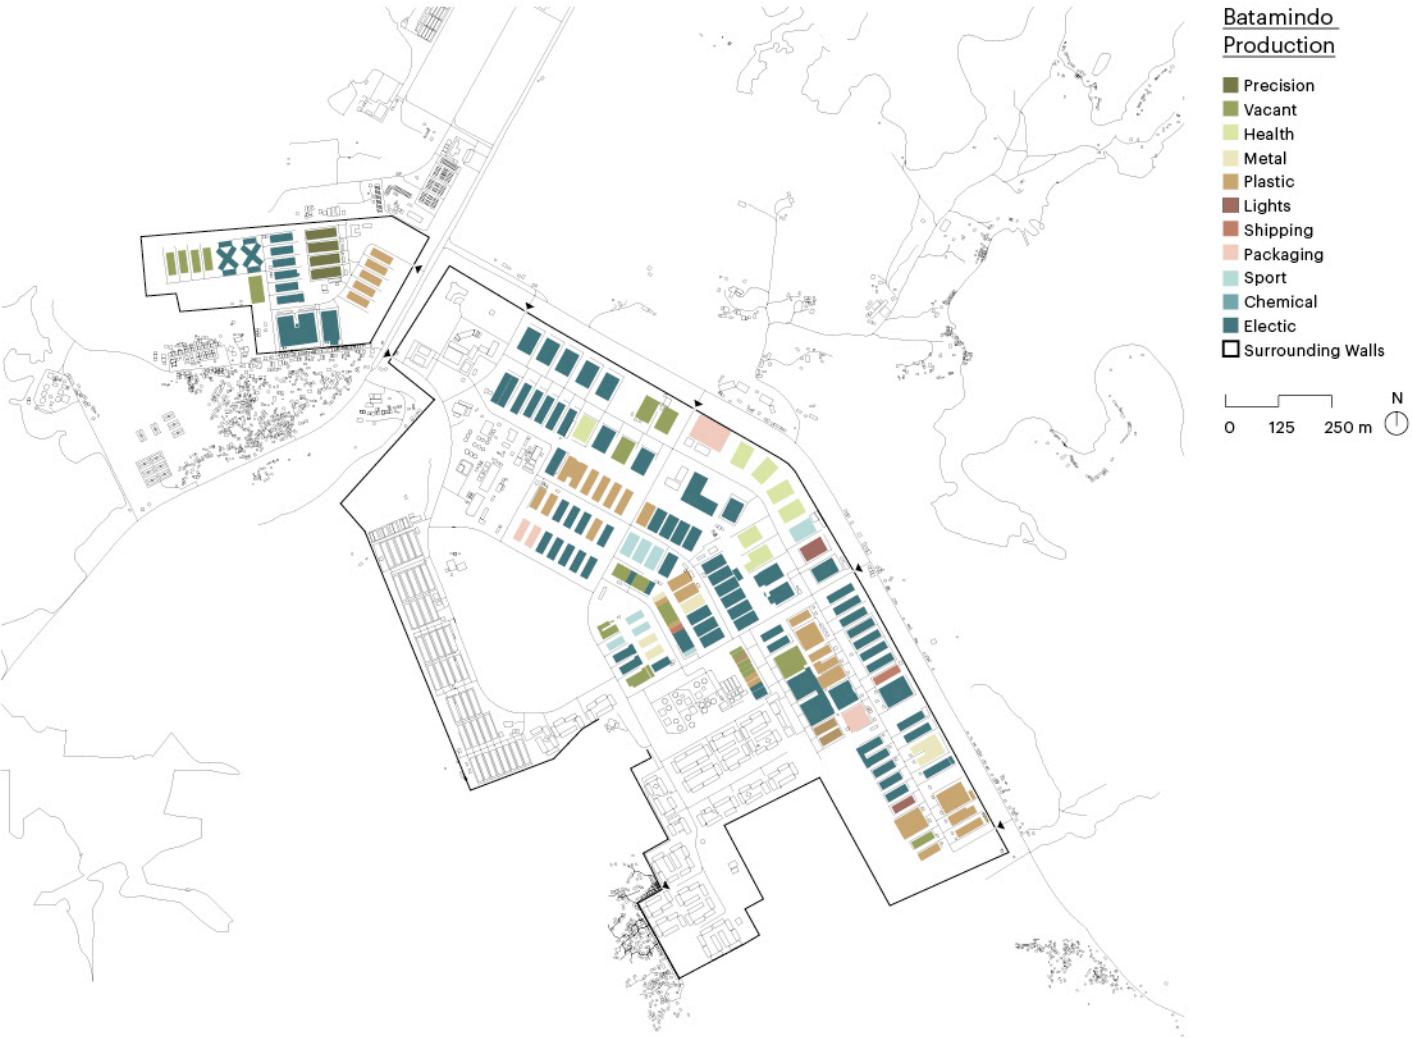 Batamindo
Production
Precision
Vacant
Health
Metal
Plastic
Lights
Shipping
Packaging
Sport
Chemical
Electic
Surrounding Walls
0 125 250 m
N